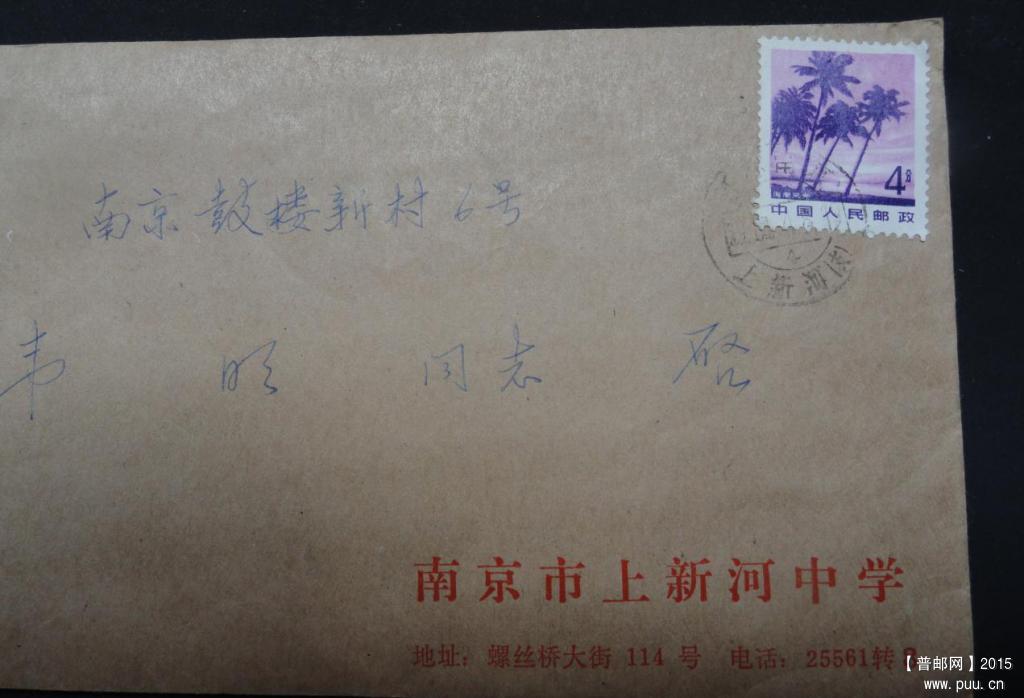 4分
中国人民邮政
上新河
南京鼓楼新村6号
韦 明 同志 启
南京市上新河中学
地址：螺丝桥大街 114 号 电话：25561转
【普邮网】2015
www.puu.cn